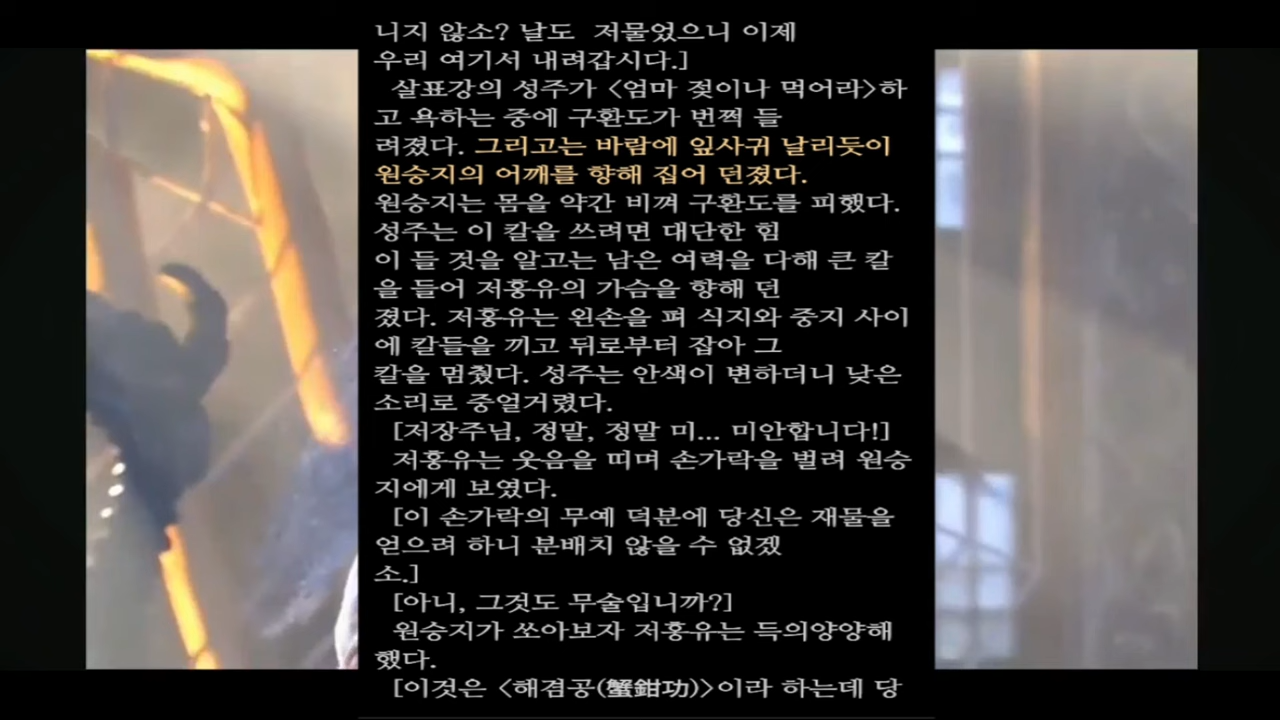 니지 않소? 날도  저물었으니 이제
우리 여기서 내려갑시다.]
살표강의 성주가 <엄마 젖이나 먹어라>하
고 욕하는 중에 구환도가 번쩍 들
려졌다. 그리고는 바람에 잎사귀 날리듯이
원승지의 어깨를 향해 집어 던졌다.
원승지는 몸을 약간 비껴 구환도를 피했다.
성주는 이 칼을 쓰려면 대단한 힘
이 들 것을 알고는 남은 여력을 다해 큰 칼
을 들어 저홍유의 가슴을 향해 던
졌다. 저홍유는 왼손을 펴 식지와 중지 사이
에 칼들을 끼고 뒤로부터 잡아 그
칼을 멈췄다. 성주는 안색이 변하더니 낮은
소리로 중얼거렸다.
[저장주님, 정말, 정말 미... 미안합니다!]
저홍유는 웃음을 띠며 손가락을 벌려 원승
지에게 보였다.
[이 손가락의 무예 덕분에 당신은 재물을
얻으려 하니 분배치 않을 수 없겠
소.]
[아니, 그것도 무술입니까?]
원승지가 쏘아보자 저홍유는 득의양양해
했다.
[이것은 <해겸공(蟹鉗功)>이라 하는데 당